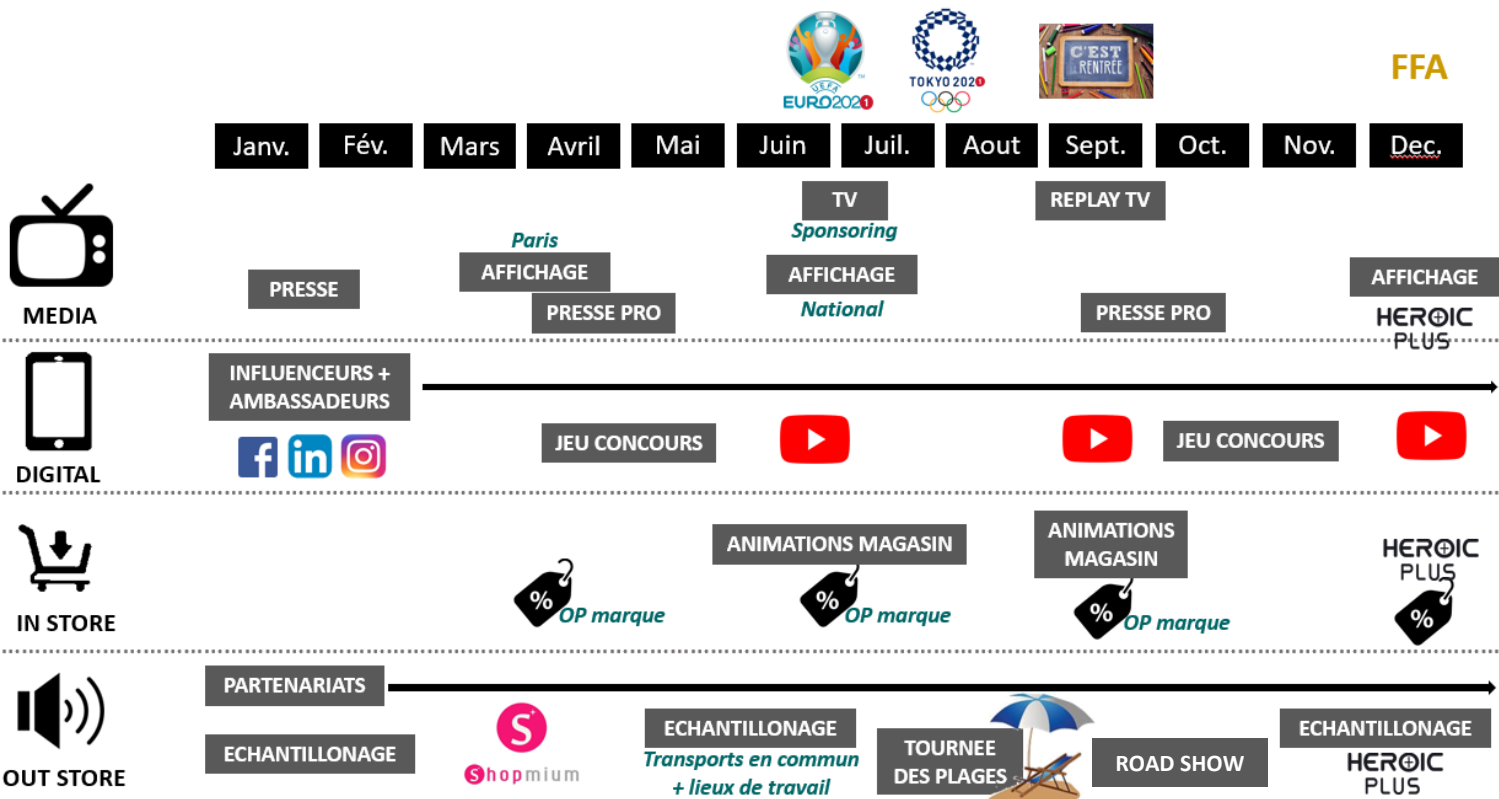 UEFA
EURO2021
TOKYO 2021
C'EST
la RENTRÉE
FFA
Janv.
Fév.
Mars
Avril
Mai
Juin
Juil.
Aout
Sept.
Oct.
Nov.
Dec.
MEDIA
PRESSE
Paris
AFFICHAGE
PRESSE PRO
TV
Sponsoring
AFFICHAGE
National
REPLAY TV
PRESSE PRO
AFFICHAGE
HEROIC
PLUS
DIGITAL
INFLUENCEURS +
AMBASSADEURS
f
in
JEU CONCOURS
JEU CONCOURS
IN STORE
%
OP marque
ANIMATIONS MAGASIN
%
OP marque
ANIMATIONS
MAGASIN
%
OP marque
HEROIC
PLUS
%
OUT STORE
PARTENARIATS
ECHANTILLONAGE
S
Shopmium
ECHANTILLONAGE
Transports en commun
+ lieux de travail
TOURNEE
DES PLAGES
ROAD SHOW
ECHANTILLONAGE
HEROIC
PLUS